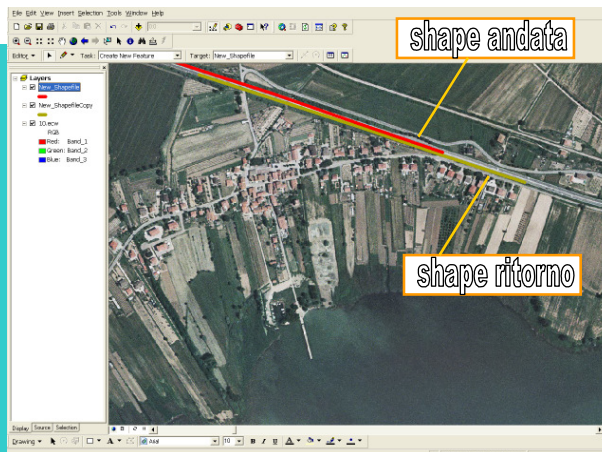 File Edit View Insert Selection Tools Window Help
Editor Task: Create New Feature Target: New_Shapefile
shape andata
Layers
New_Shapefile
New_ShapefileCopy
10.ecw
RGB
Red: Band_1
Green: Band_2
Blue: Band_3
shape ritorno
Display Source Selection
Drawing A Arial 10 B I U A